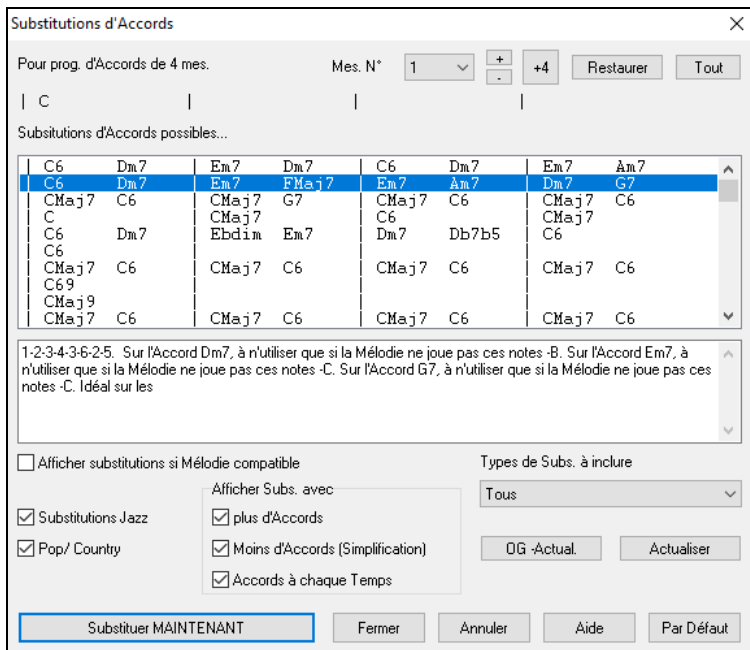 Substitutions d'Accords
Pour prog. d'Accords de 4 mes. Mes. N° 1 + - +4 Restaurer Tout
| C | | |
Subsitutions d'Accords possibles...
| C6 Dm7 | Em7 Dm7 | C6 Dm7 | Em7 Am7
| C6 Dm7 | Em7 FMaj7 | Em7 Am7 | Dm7 G7
| CMaj7 C6 | CMaj7 G7 | CMaj7 C6 | CMaj7 C6
| C | CMaj7 | C6 | CMaj7
| C6 Dm7 | Ebdim Em7 | Dm7 Db7b5 | C6
| C6 | | |
| CMaj7 C6 | CMaj7 C6 | CMaj7 C6 | CMaj7 C6
| C69 | | |
| CMaj9 | | |
| CMaj7 C6 | CMaj7 C6 | CMaj7 C6 | CMaj7 C6
1-2-3-4-3-6-2-5. Sur l'Accord Dm7, à n'utiliser que si la Mélodie ne joue pas ces notes -B. Sur l'Accord Em7, à
n'utiliser que si la Mélodie ne joue pas ces notes -C. Sur l'Accord G7, à n'utiliser que si la Mélodie ne joue pas ces
notes -C. Idéal sur les
Afficher substitutions si Mélodie compatible
Types de Subs. à inclure
Afficher Subs. avec
Tous
Substitutions Jazz
plus d'Accords
Pop/ Country
Moins d'Accords (Simplification)
OG -Actual. Actualiser
Accords à chaque Temps
Substituer MAINTENANT Fermer Annuler Aide Par Défaut